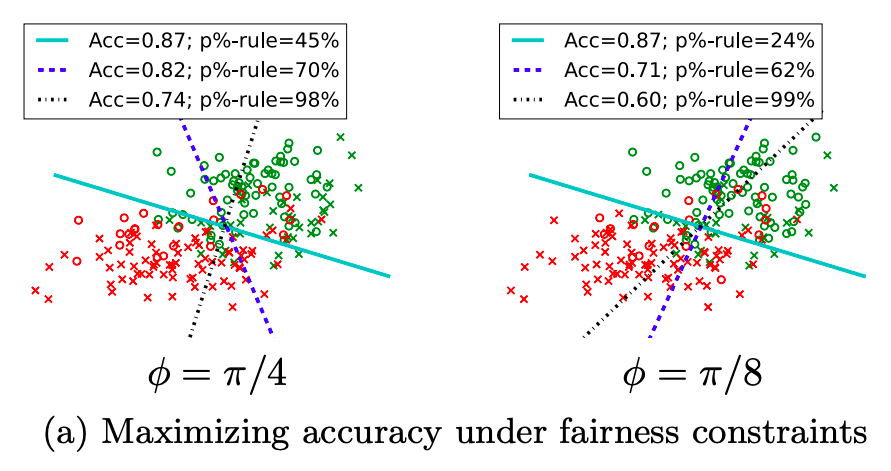 Acc=0.87; p%-rule=45%
Acc=0.82; p%-rule=70%
Acc=0.74; p%-rule=98%
ϕ = π/4
Acc=0.87; p%-rule=24%
Acc=0.71; p%-rule=62%
Acc=0.60; p%-rule=99%
ϕ = π/8
(a) Maximizing accuracy under fairness constraints